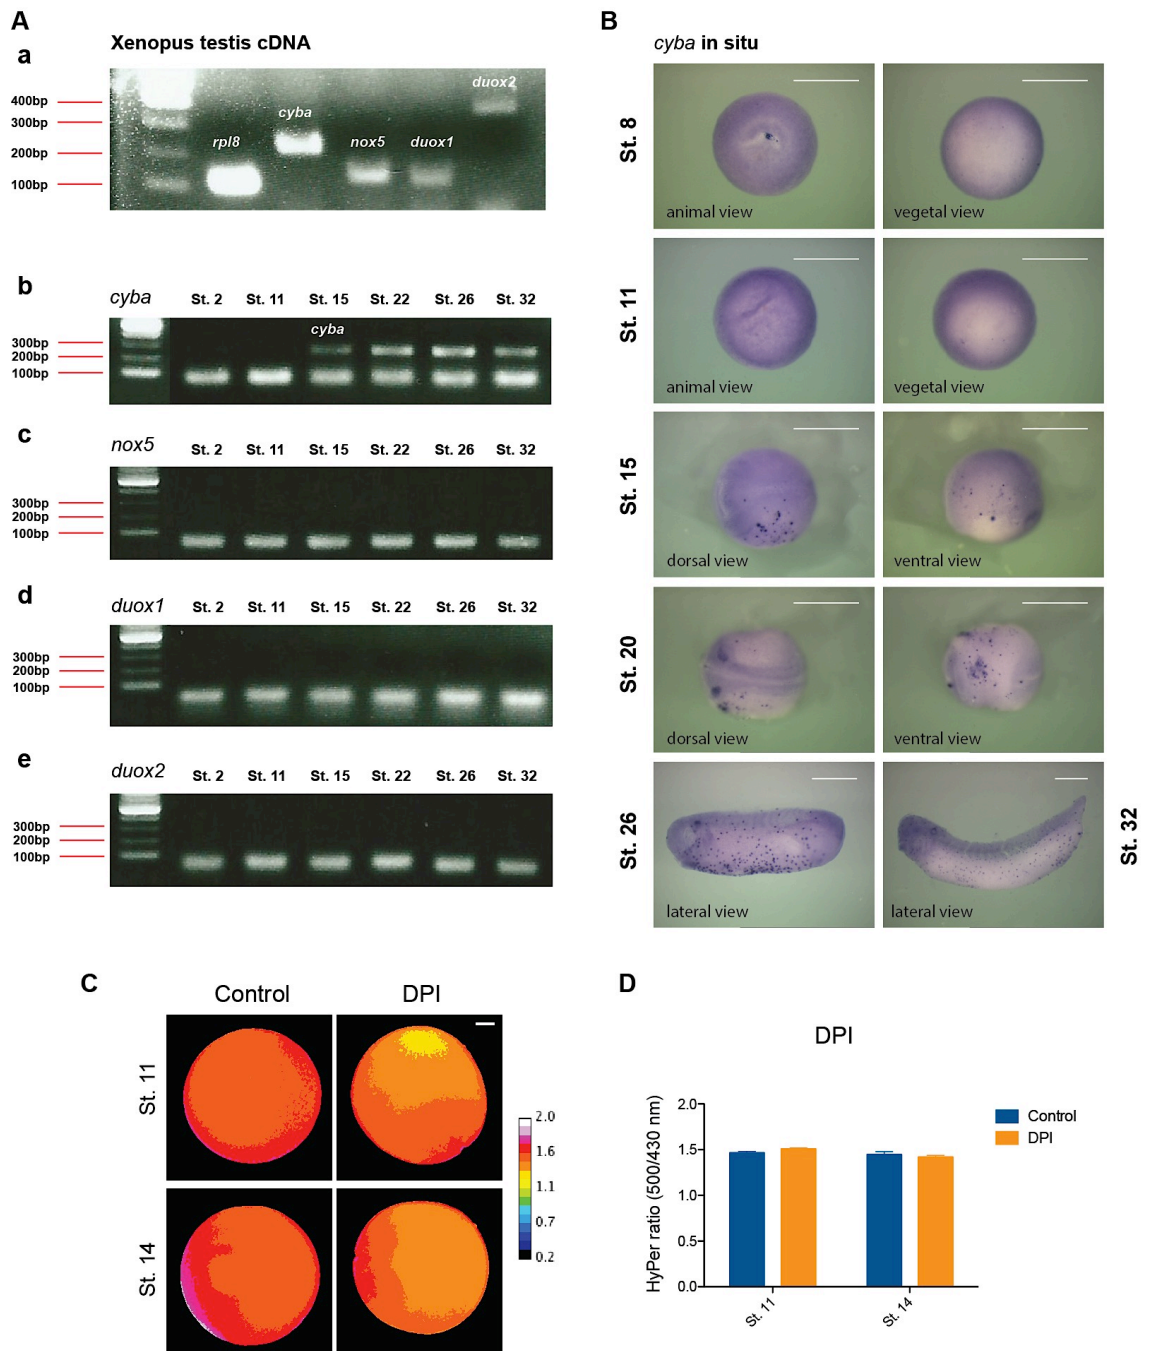 A
a
Xenopus testis cDNA
400bp
300bp
200bp
100bp
rpl8
cyba
nox5
duox1
duox2
b
cyba
St. 2 St. 11 St. 15 St. 22 St. 26 St. 32
cyba
300bp
200bp
100bp
c
nox5
St. 2 St. 11 St. 15 St. 22 St. 26 St. 32
300bp
200bp
100bp
d
duox1
St. 2 St. 11 St. 15 St. 22 St. 26 St. 32
300bp
200bp
100bp
e
duox2
St. 2 St. 11 St. 15 St. 22 St. 26 St. 32
300bp
200bp
100bp
B
cyba in situ
St. 8
animal view
vegetal view
St. 11
animal view
vegetal view
St. 15
dorsal view
ventral view
St. 20
dorsal view
ventral view
St. 26
lateral view
lateral view
St. 32
C
Control
DPI
St. 11
St. 14
2.0
1.6
1.1
0.7
0.2
D
DPI
HyPer ratio (500/430 nm)
2.0
1.5
1.0
0.5
0.0
St. 11
St. 14
Control
DPI